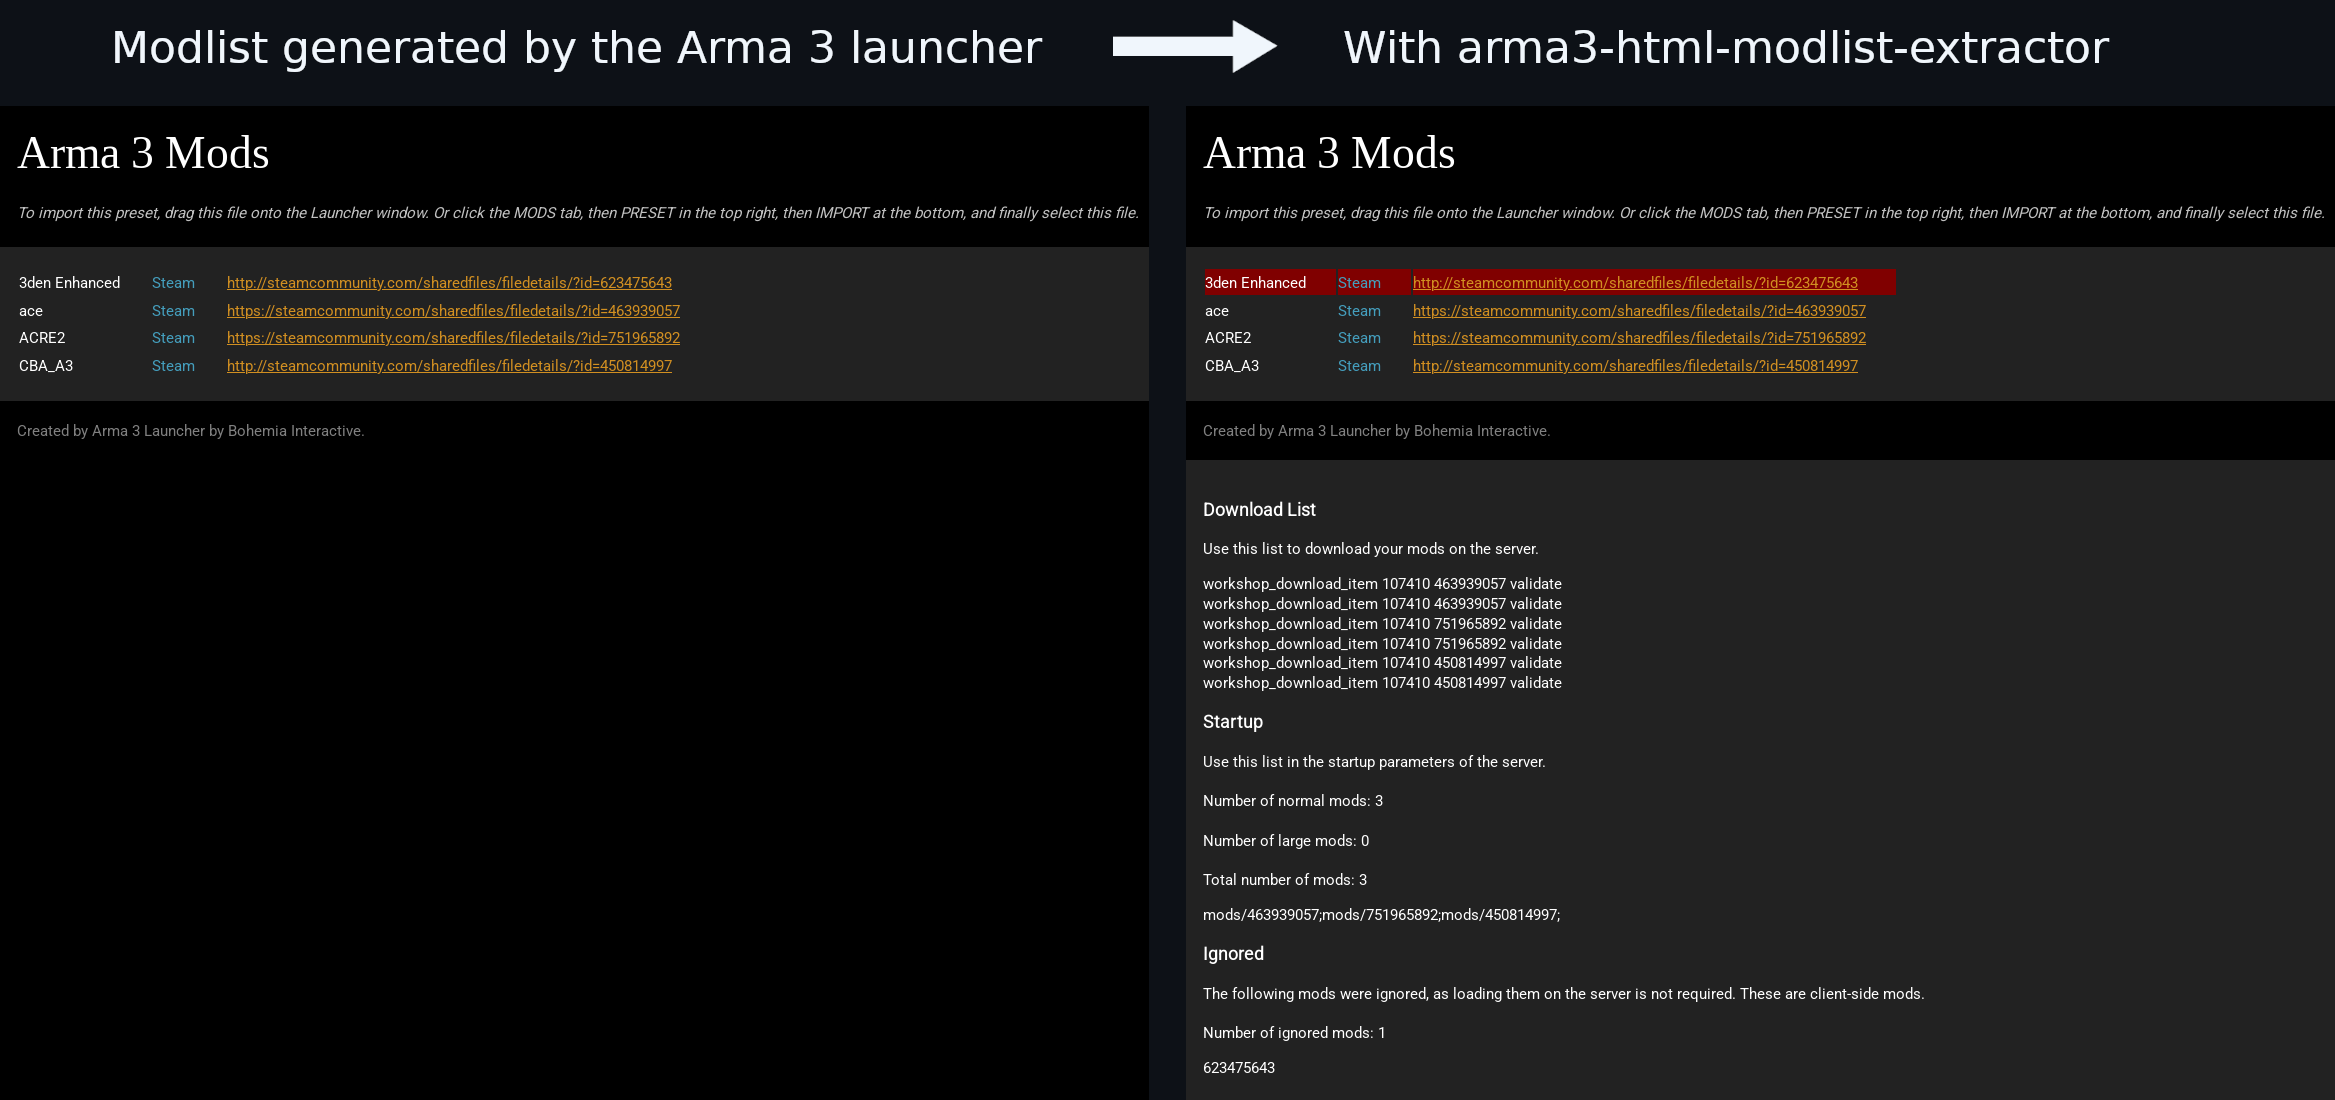 Modlist generated by the Arma 3 launcher
With arma3-html-modlist-extractor
Arma 3 Mods
To import this preset, drag this file onto the Launcher window. Or click the MODS tab, then PRESET in the top right, then IMPORT at the bottom, and finally select this file.
3den Enhanced Steam http://steamcommunity.com/sharedfiles/filedetails/?id=623475643
ace Steam https://steamcommunity.com/sharedfiles/filedetails/?id=463939057
ACRE2 Steam https://steamcommunity.com/sharedfiles/filedetails/?id=751965892
CBA_A3 Steam http://steamcommunity.com/sharedfiles/filedetails/?id=450814997
Created by Arma 3 Launcher by Bohemia Interactive.
Arma 3 Mods
To import this preset, drag this file onto the Launcher window. Or click the MODS tab, then PRESET in the top right, then IMPORT at the bottom, and finally select this file.
3den Enhanced Steam http://steamcommunity.com/sharedfiles/filedetails/?id=623475643
ace Steam https://steamcommunity.com/sharedfiles/filedetails/?id=463939057
ACRE2 Steam https://steamcommunity.com/sharedfiles/filedetails/?id=751965892
CBA_A3 Steam http://steamcommunity.com/sharedfiles/filedetails/?id=450814997
Created by Arma 3 Launcher by Bohemia Interactive.
Download List
Use this list to download your mods on the server.
workshop_download_item 107410 463939057 validate
workshop_download_item 107410 463939057 validate
workshop_download_item 107410 751965892 validate
workshop_download_item 107410 751965892 validate
workshop_download_item 107410 450814997 validate
workshop_download_item 107410 450814997 validate
Startup
Use this list in the startup parameters of the server.
Number of normal mods: 3
Number of large mods: 0
Total number of mods: 3
mods/463939057;mods/751965892;mods/450814997;
Ignored
The following mods were ignored, as loading them on the server is not required. These are client-side mods.
Number of ignored mods: 1
623475643